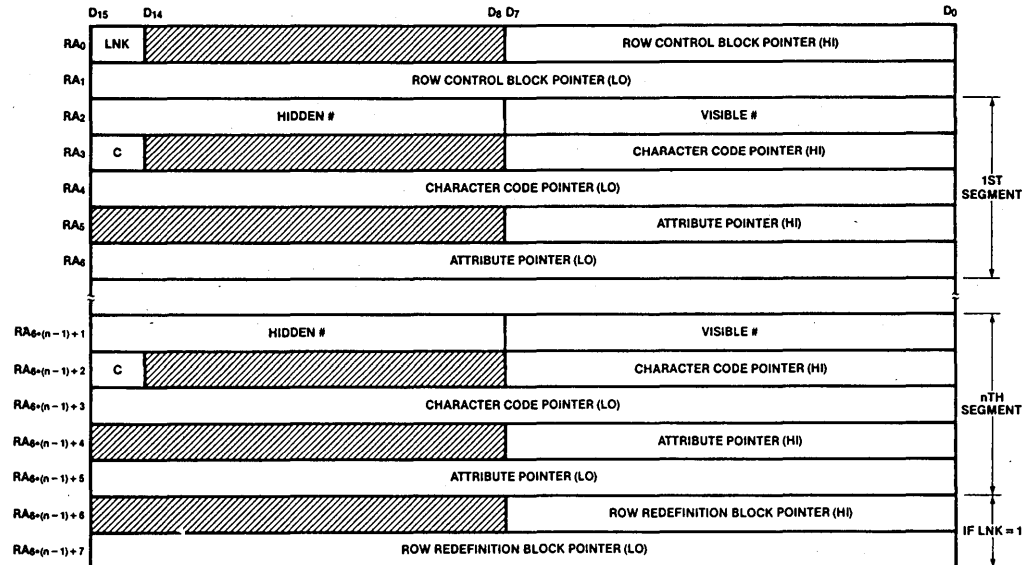 D15 D14 D8 D7 D0
RA0 LNK ROW CONTROL BLOCK POINTER (HI)
RA1 ROW CONTROL BLOCK POINTER (LO)
RA2 HIDDEN # VISIBLE #
RA3 C CHARACTER CODE POINTER (HI)
RA4 CHARACTER CODE POINTER (LO)
1ST
SEGMENT
RA5 ATTRIBUTE POINTER (HI)
RA6 ATTRIBUTE POINTER (LO)
RA6+(n – 1) + 1 HIDDEN # VISIBLE #
RA6+(n – 1) + 2 C CHARACTER CODE POINTER (HI)
RA6+(n – 1) + 3 CHARACTER CODE POINTER (LO)
nTH
SEGMENT
RA6+(n – 1) + 4 ATTRIBUTE POINTER (HI)
RA6+(n – 1) + 5 ATTRIBUTE POINTER (LO)
RA6+(n – 1) + 6 ROW REDEFINITION BLOCK POINTER (HI)
IF LNK = 1
RA6+(n – 1) + 7 ROW REDEFINITION BLOCK POINTER (LO)